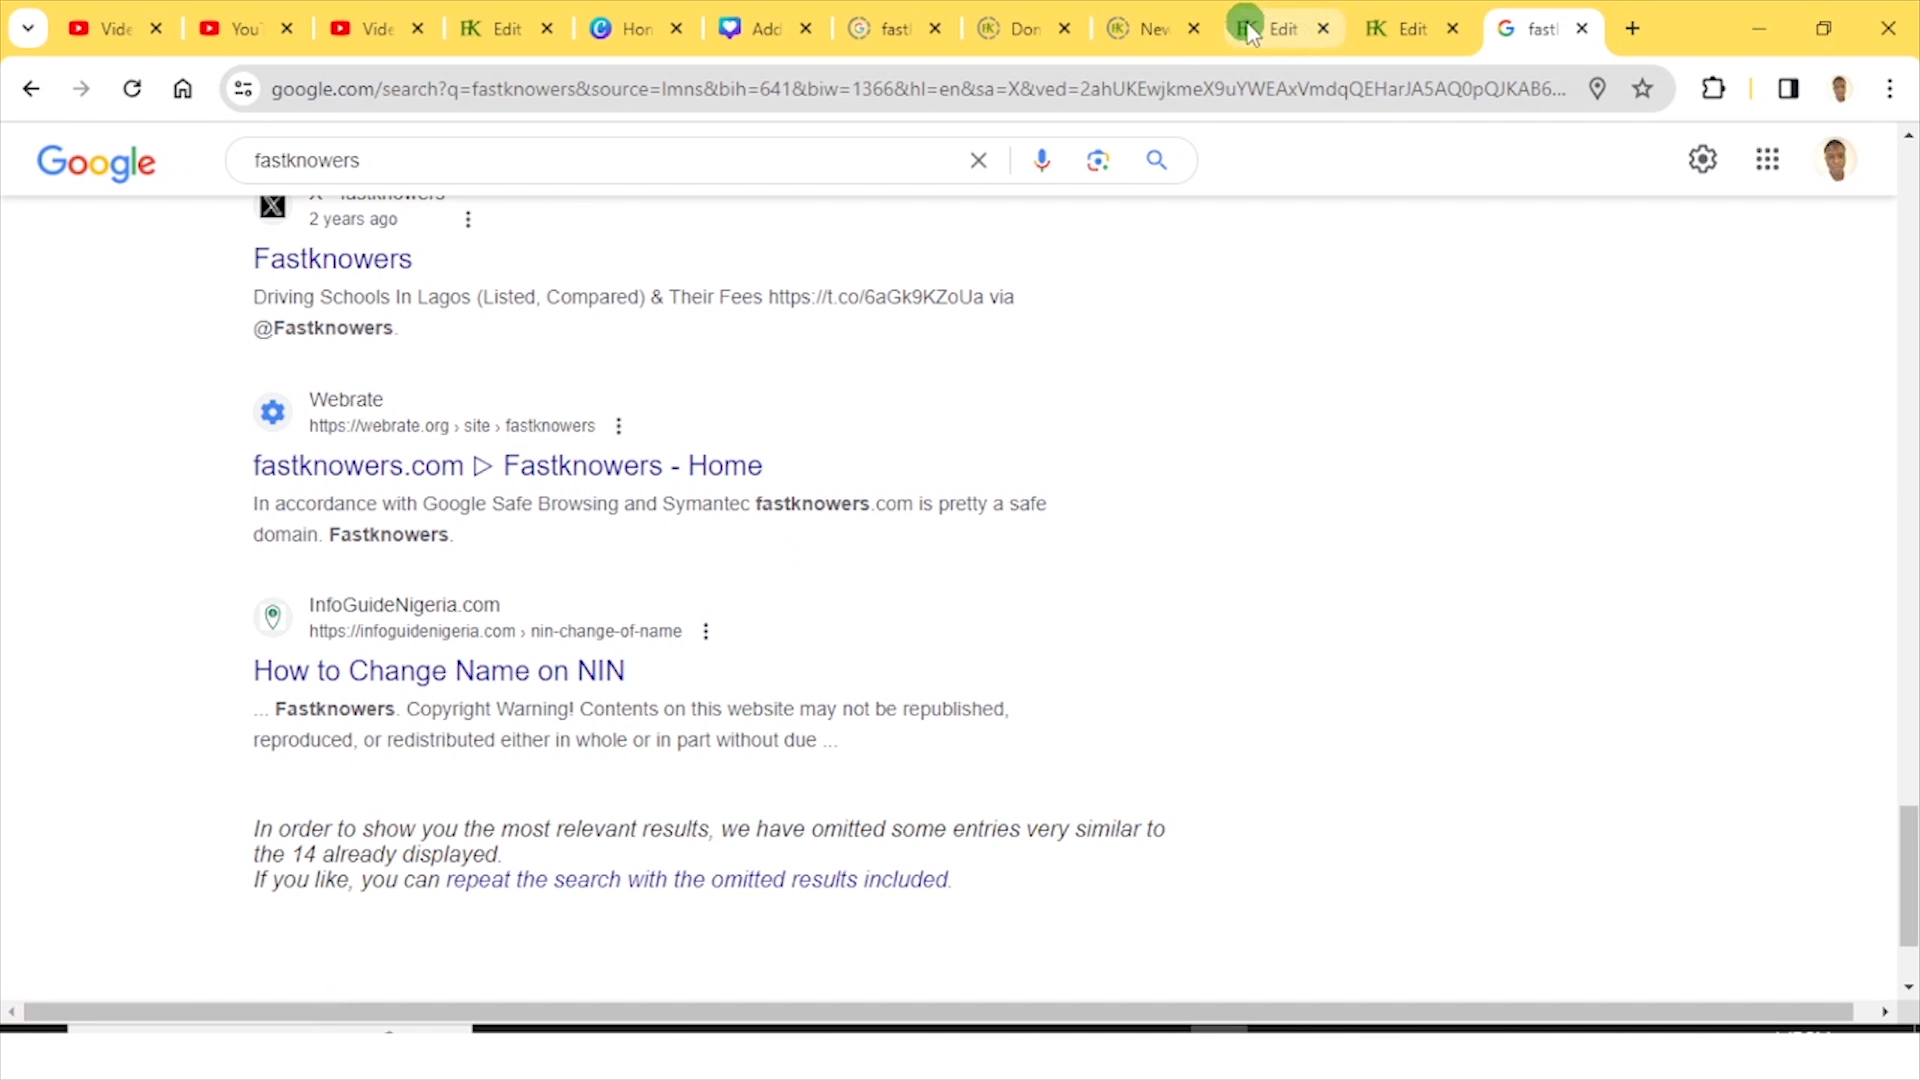 Vide
You
Vide
Edit
Hon
Add
fastl
Don
New
Edit
Edit
fastl
google.com/search?q=fastknowers&source=lmns&bih=641&biw=1366&hl=en&sa=X&ved=2ahUKEwjkmeX9uYWEAxVmdqQEHarJA5AQ0pQJKAB6...
Google
fastknowers
X · fastknowers
2 years ago
Fastknowers
Driving Schools In Lagos (Listed, Compared) & Their Fees https://t.co/6aGk9KZoUa via
@Fastknowers.
Webrate
https://webrate.org › site › fastknowers
fastknowers.com ▷ Fastknowers - Home
In accordance with Google Safe Browsing and Symantec fastknowers.com is pretty a safe
domain. Fastknowers.
InfoGuideNigeria.com
https://infoguidenigeria.com › nin-change-of-name
How to Change Name on NIN
... Fastknowers. Copyright Warning! Contents on this website may not be republished,
reproduced, or redistributed either in whole or in part without due ...
In order to show you the most relevant results, we have omitted some entries very similar to
the 14 already displayed.
If you like, you can repeat the search with the omitted results included.